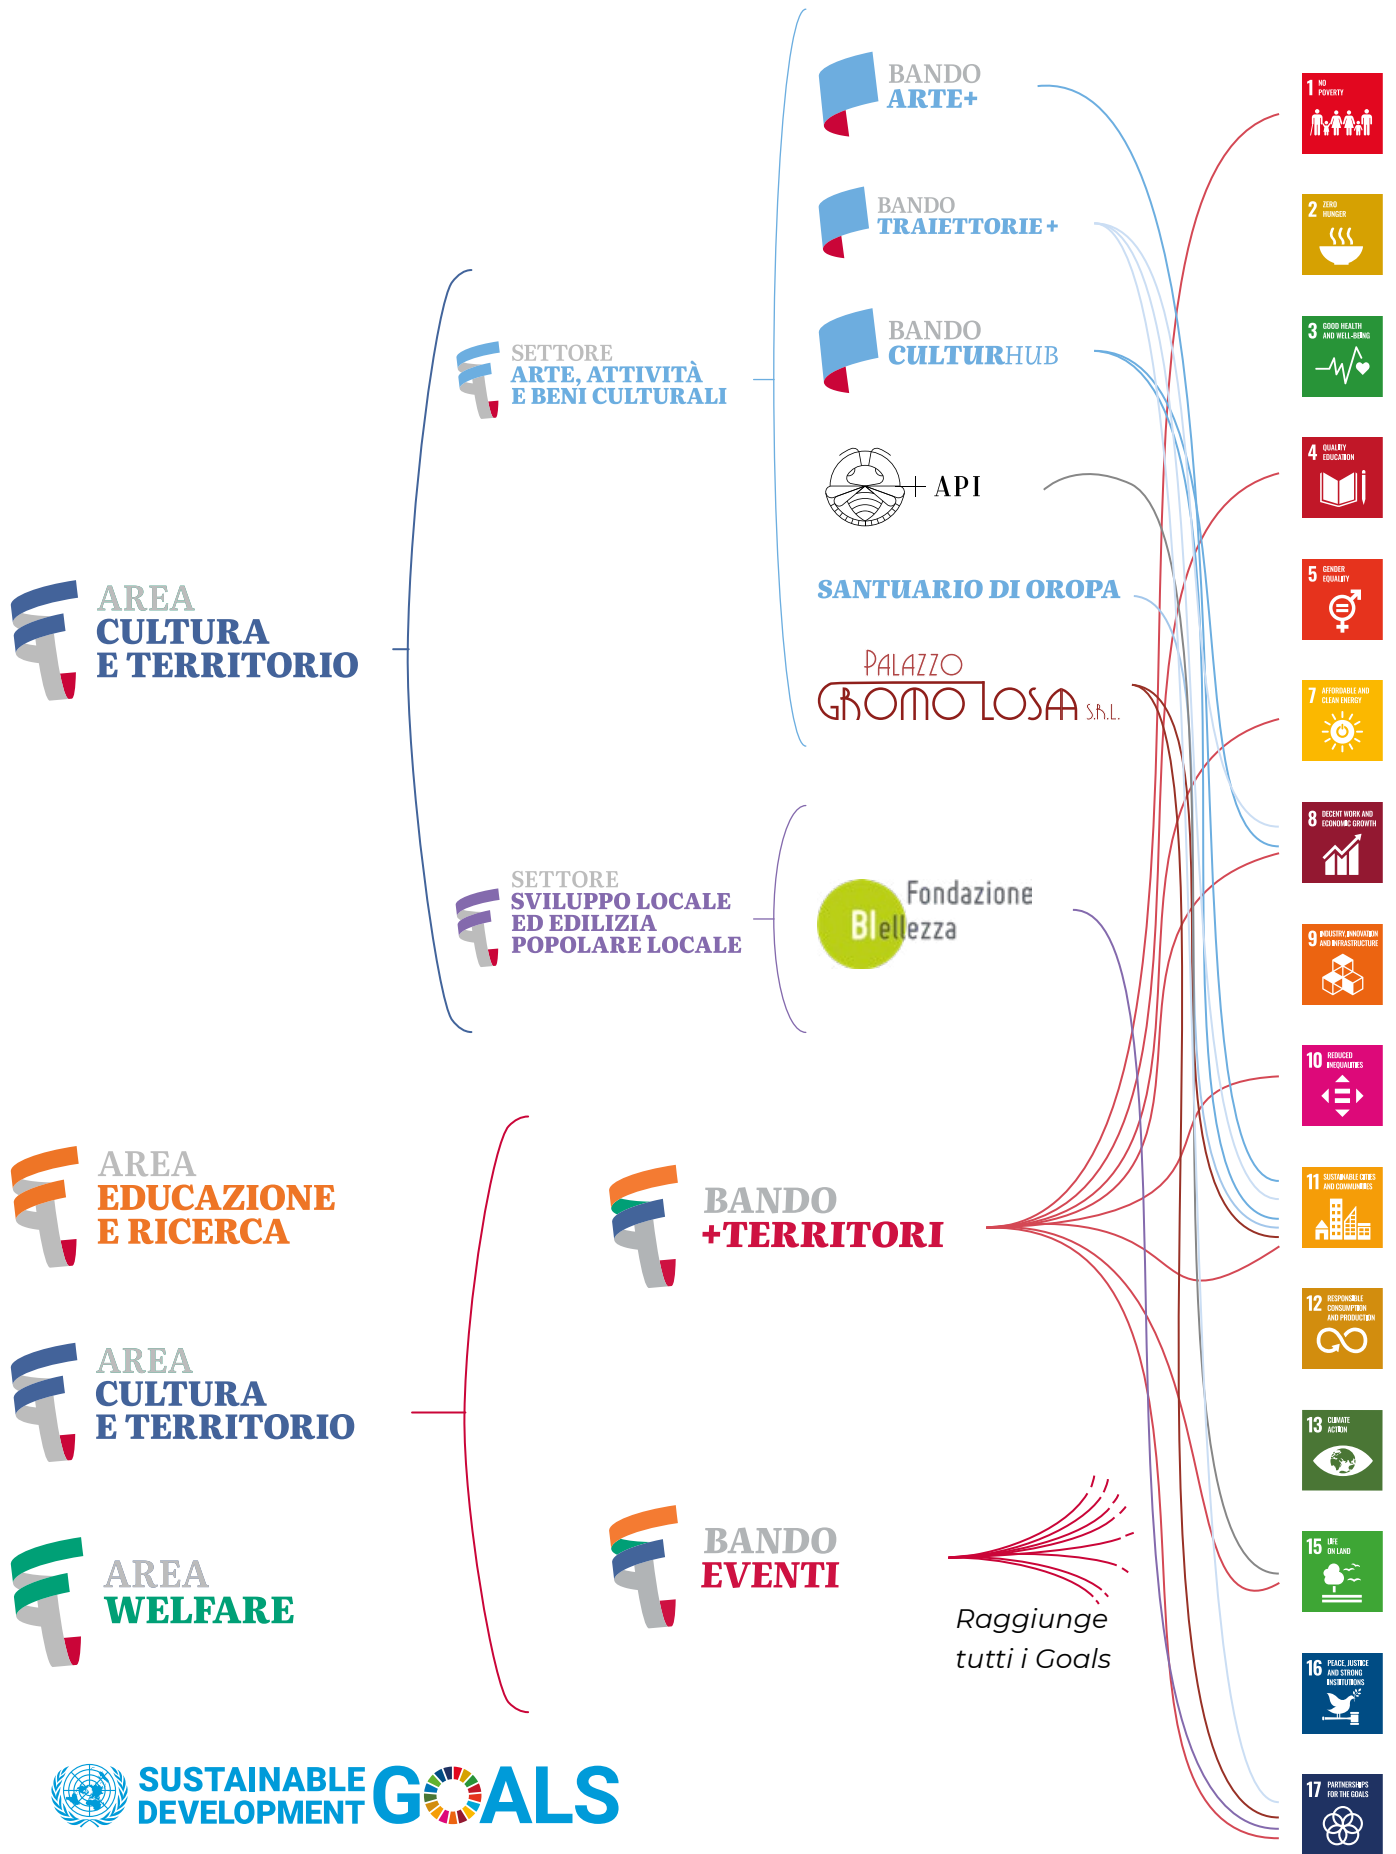 BANDO
ARTE+
BANDO
TRAIETTORIE+
BANDO
CULTURHUB
+ API
SANTUARIO DI OROPA
PALAZZO
GROMO LOSA S.R.L.
SETTORE
ARTE, ATTIVITÀ
E BENI CULTURALI
AREA
CULTURA
E TERRITORIO
SETTORE
SVILUPPO LOCALE
ED EDILIZIA
POPOLARE LOCALE
Fondazione
BIellezza
AREA
EDUCAZIONE
E RICERCA
AREA
CULTURA
E TERRITORIO
AREA
WELFARE
BANDO
+TERRITORI
BANDO
EVENTI
Raggiunge
tutti i Goals
SUSTAINABLE
DEVELOPMENT
GOALS
1 NO
POVERTY
2 ZERO
HUNGER
3 GOOD HEALTH
AND WELL-BEING
4 QUALITY
EDUCATION
5 GENDER
EQUALITY
7 AFFORDABLE AND
CLEAN ENERGY
8 DECENT WORK AND
ECONOMIC GROWTH
9 INDUSTRY, INNOVATION
AND INFRASTRUCTURE
10 REDUCED
INEQUALITIES
11 SUSTAINABLE CITIES
AND COMMUNITIES
12 RESPONSIBLE
CONSUMPTION
AND PRODUCTION
13 CLIMATE
ACTION
15 LIFE
ON LAND
16 PEACE, JUSTICE
AND STRONG
INSTITUTIONS
17 PARTNERSHIPS
FOR THE GOALS